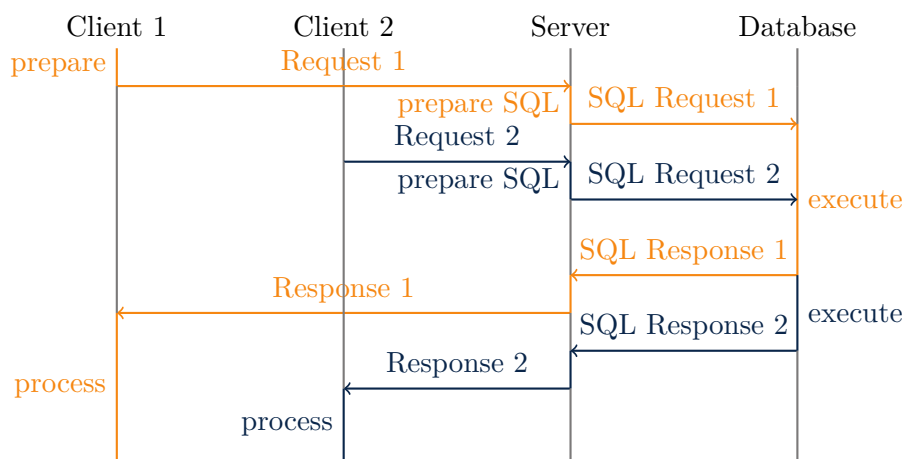 Client 1
Client 2
Server
Database
prepare
Request 1
prepare SQL
SQL Request 1
Request 2
prepare SQL
SQL Request 2
execute
SQL Response 1
Response 1
execute
SQL Response 2
Response 2
process
process